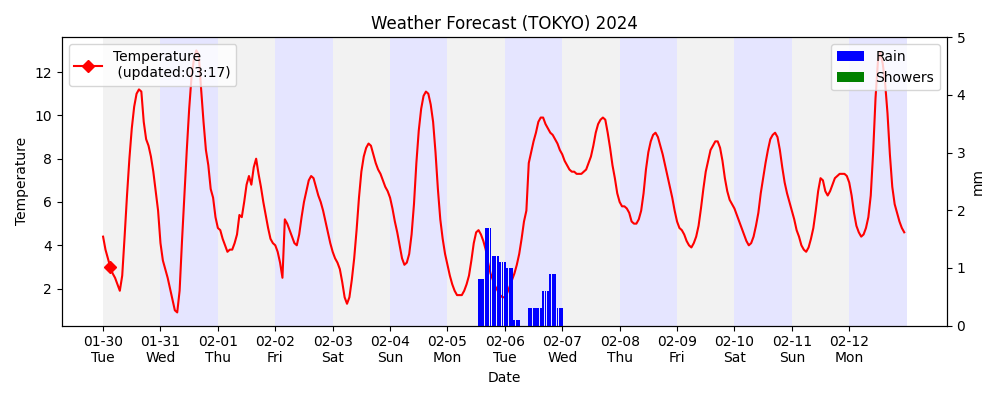 Weather Forecast (TOKYO) 2024
Temperature
(updated:03:17)
Rain
Showers
Temperature
12
10
8
6
4
2
5
4
3
2
1
0
mm
01-30 01-31 02-01 02-02 02-03 02-04 02-05 02-06 02-07 02-08 02-09 02-10 02-11 02-12
Tue Wed Thu Fri Sat Sun Mon Tue Wed Thu Fri Sat Sun Mon
Date